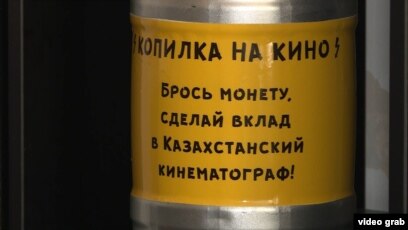 ⚡КОПИЛКА НА КИНО⚡
БРОСЬ МОНЕТУ,
СДЕЛАЙ ВКЛАД
В КАЗАХСТАНСКИЙ
КИНЕМАТОГРАФ!
video grab